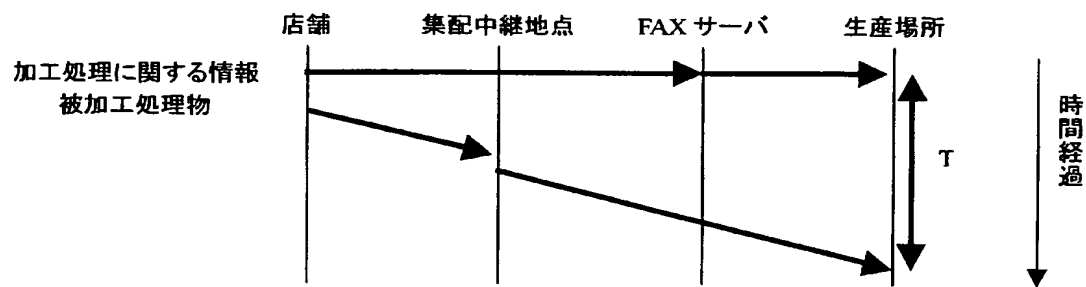 店舗 集配中継地点 FAX サーバ 生産場所
加工処理に関する情報
被加工処理物
T
時間経過